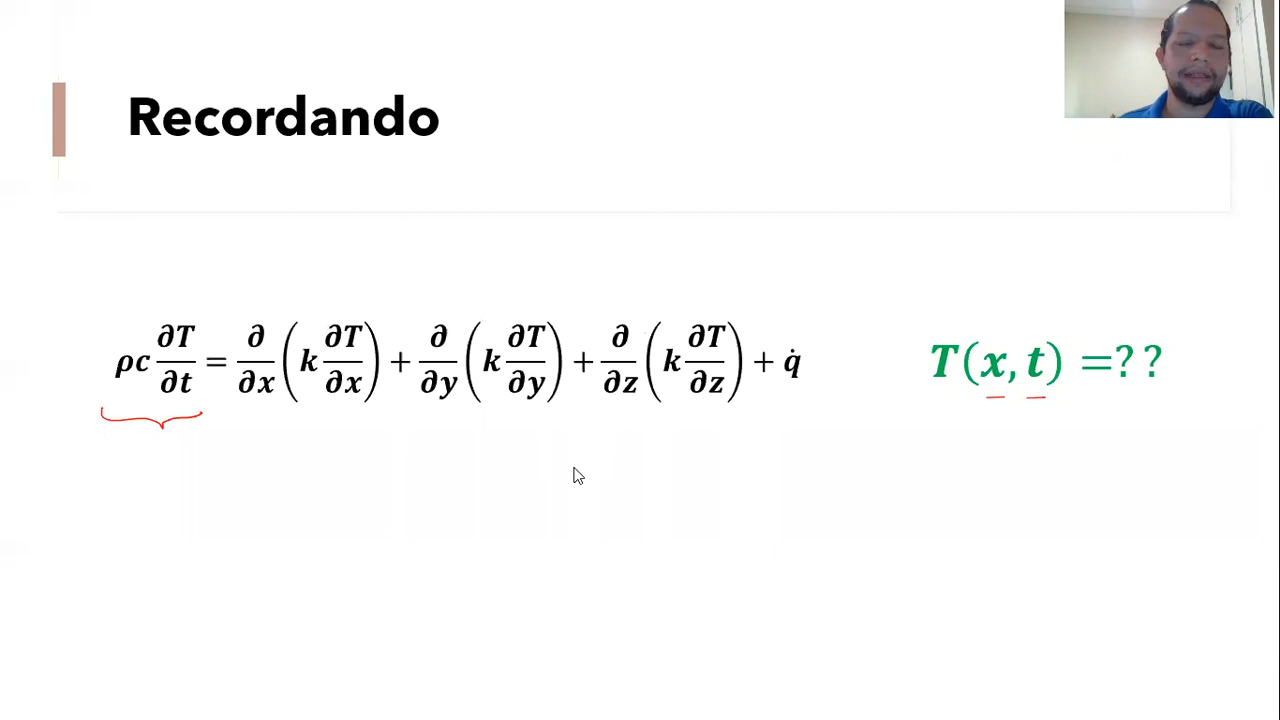 Recordando
ρc ∂T/∂t = ∂/∂x (k ∂T/∂x) + ∂/∂y (k ∂T/∂y) + ∂/∂z (k ∂T/∂z) + q̇
T(x, t) =??